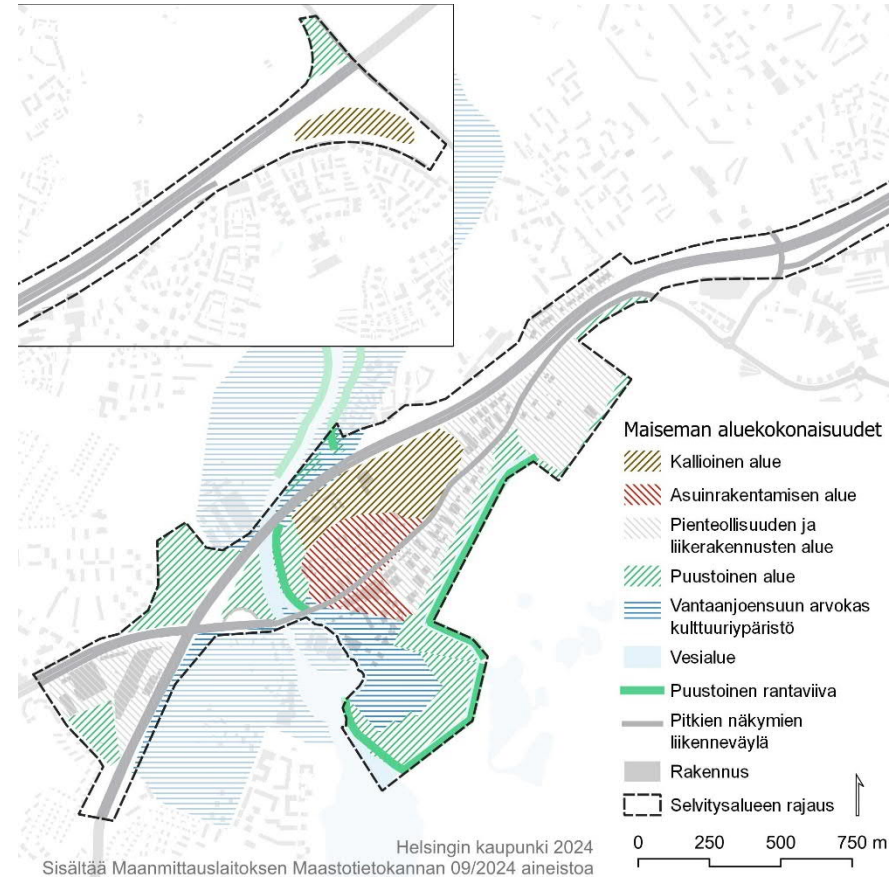 Maiseman aluekokonaisuudet
Kallioinen alue
Asuinrakentamisen alue
Pienteollisuuden ja
liikerakennusten alue
Puustoinen alue
Vantaanjoensuun arvokas
kulttuuriypäristö
Vesialue
Puustoinen rantaviiva
Pitkien näkymien
liikenneväylä
Rakennus
Selvitysalueen rajaus
0 250 500 750 m
Helsingin kaupunki 2024
Sisältää Maanmittauslaitoksen Maastotietokannan 09/2024 aineistoa